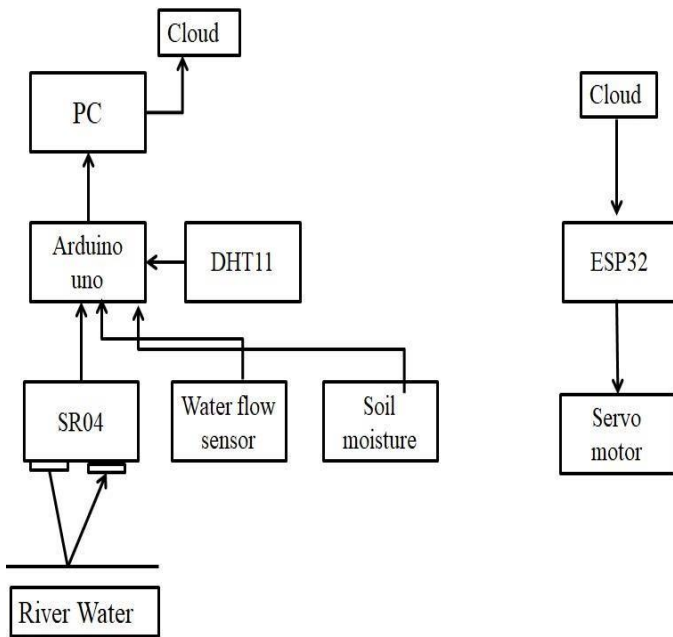 Cloud
PC
Arduino
uno
DHT11
SR04
Water flow
sensor
Soil
moisture
River Water
Cloud
ESP32
Servo
motor